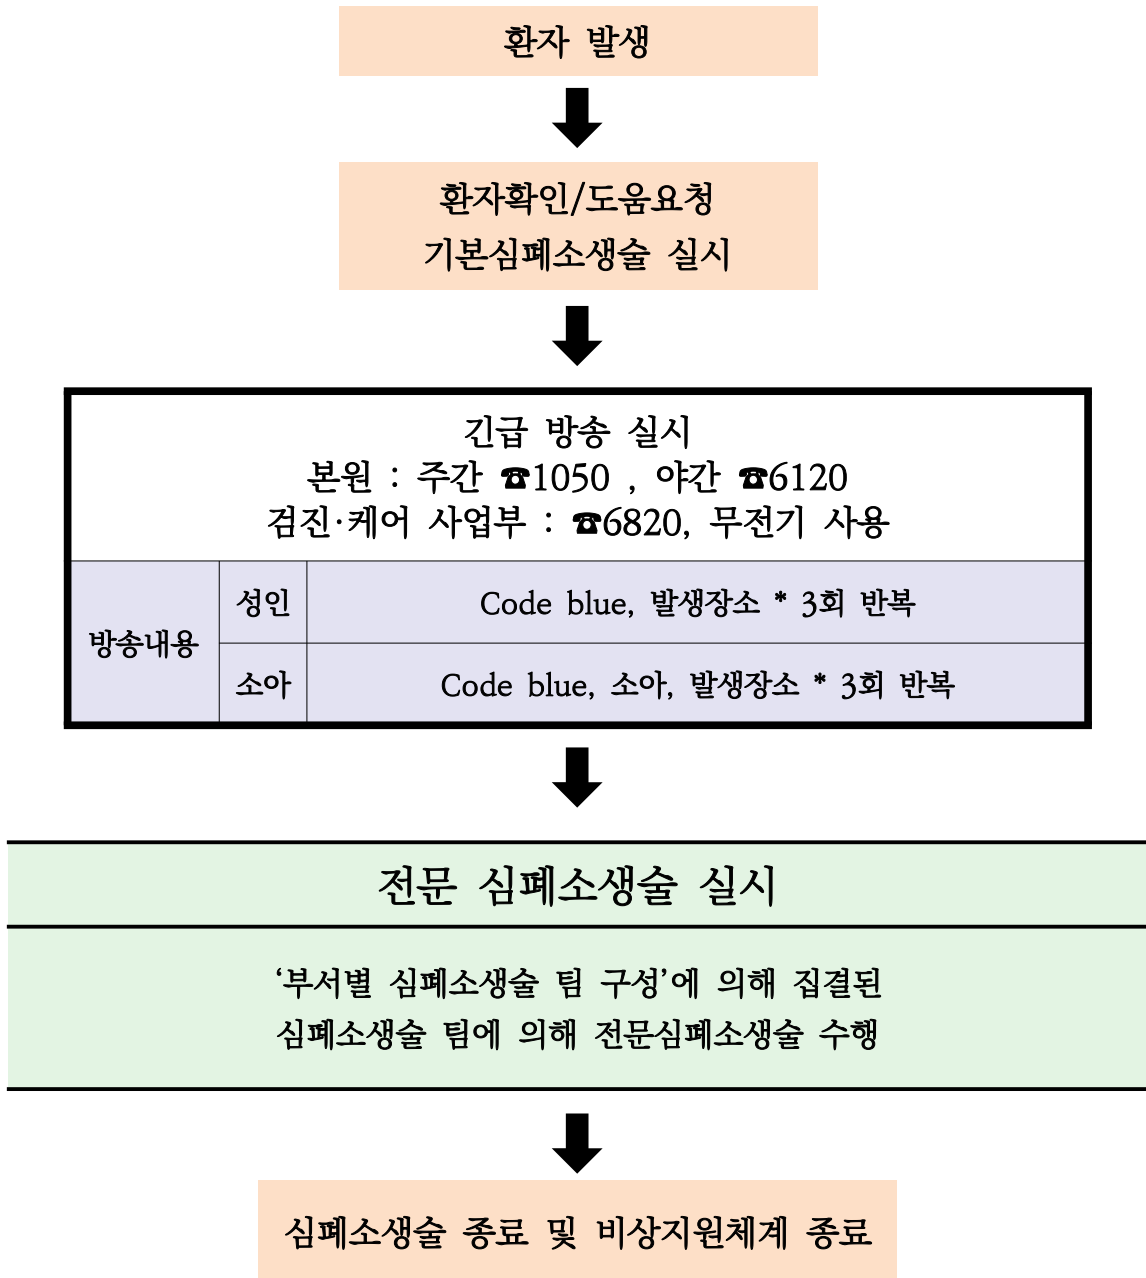 환자 발생
환자확인/도움요청
기본심폐소생술 실시
긴급 방송 실시
본원 : 주간 ☎1050 , 야간 ☎6120
검진·케어 사업부 : ☎6820, 무전기 사용
방송내용
성인
Code blue, 발생장소 * 3회 반복
소아
Code blue, 소아, 발생장소 * 3회 반복
전문 심폐소생술 실시
‘부서별 심폐소생술 팀 구성’에 의해 집결된
심폐소생술 팀에 의해 전문심폐소생술 수행
심폐소생술 종료 및 비상지원체계 종료